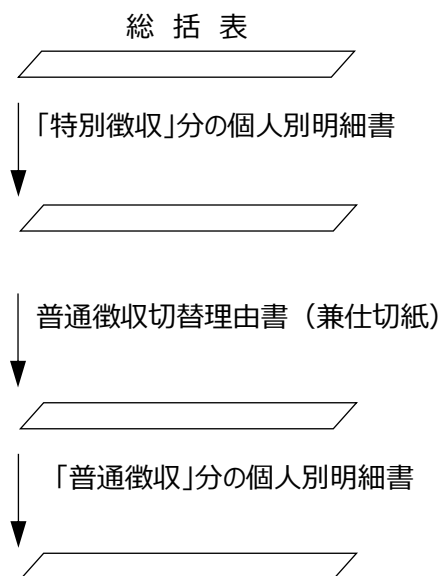 総 括 表
「特別徴収」分の個人別明細書
普通徴収切替理由書（兼仕切紙）
「普通徴収」分の個人別明細書